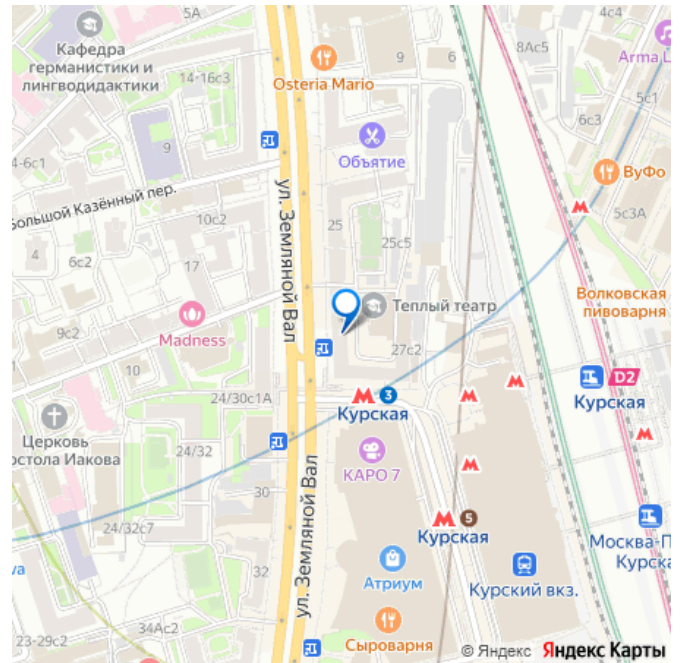 Кафедра
германистики и
лингводидактики
14-16с3
Osteria Mario
9
6
8Ас5
4с4
Arma
5с1
6с3
9
4-6с1
Объятие
ВуФо
5с3А
Большой Казённый пер.
10с2
ул. Земляной Вал
25
25с5
4
6с2
17
Теплый театр
Волковская
пивоварня
9с2
Madness
27с2
10
24/30с1А
3
Курская
D2
Курская
Церковь
остола Иакова
24/32
КАРО 7
30
5
Курская
24/32с7
ул. Земляной Вал
Москва-П
Курска
va
32
Атриум
Курский вкз.
34Ас2
23-29с2
Сыроварня
© Яндекс Яндекс Карты